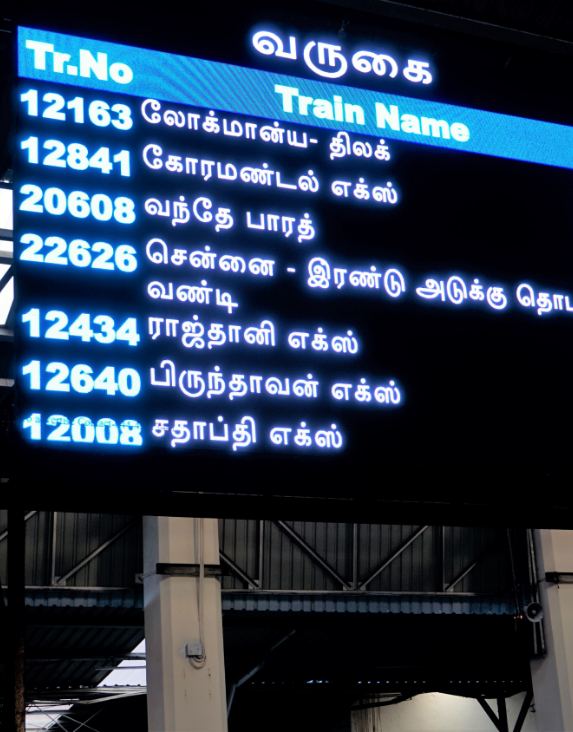 வருகை
Tr.No Train Name
12163 லோக்மான்ய- திலக்
12841 கோரமண்டல் எக்ஸ்
20608 வந்தே பாரத்
22626 சென்னை - இரண்டு அடுக்கு
வண்டி
12434 ராஜ்தானி எக்ஸ்
12640 பிருந்தாவன் எக்ஸ்
12008 சதாப்தி எக்ஸ்